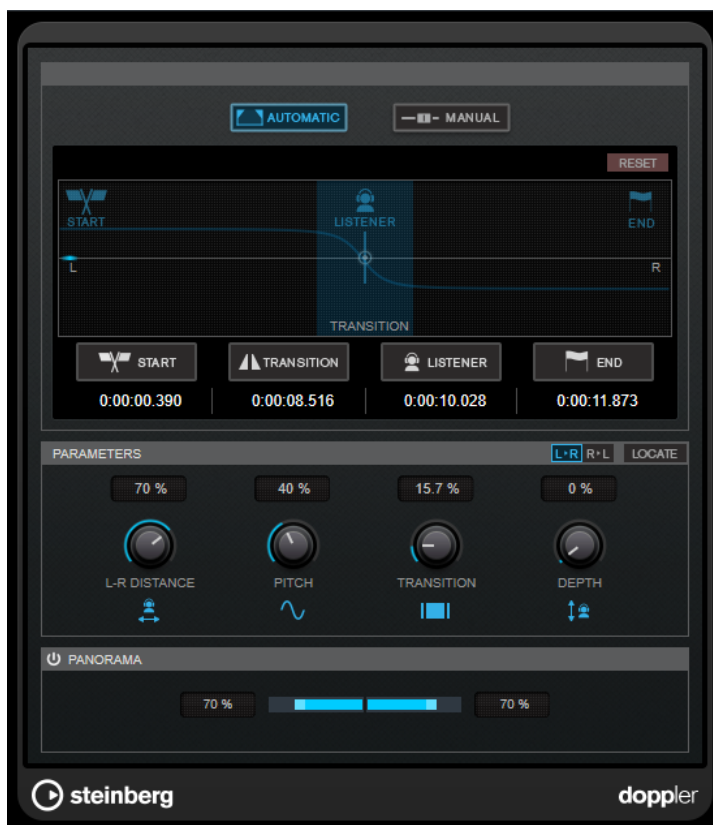 AUTOMATIC MANUAL
RESET
START LISTENER END
L R
TRANSITION
START TRANSITION LISTENER END
0:00:00.390 0:00:08.516 0:00:10.028 0:00:11.873
PARAMETERS L R R L LOCATE
70 % 40 % 15.7 % 0 %
L-R DISTANCE PITCH TRANSITION DEPTH
PANORAMA
70 % 70 %
steinberg doppler